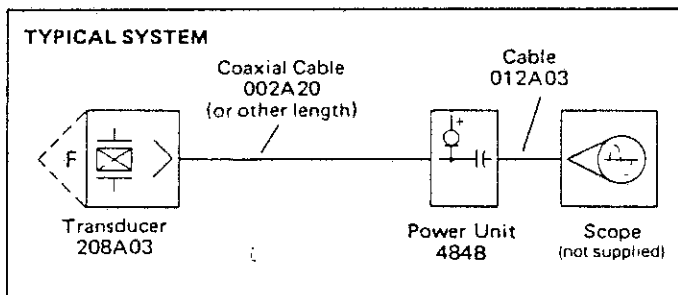 TYPICAL SYSTEM
Coaxial Cable
002A20
(or other length)
Cable
012A03
F
+
Transducer
208A03
Power Unit
484B
Scope
(not supplied)